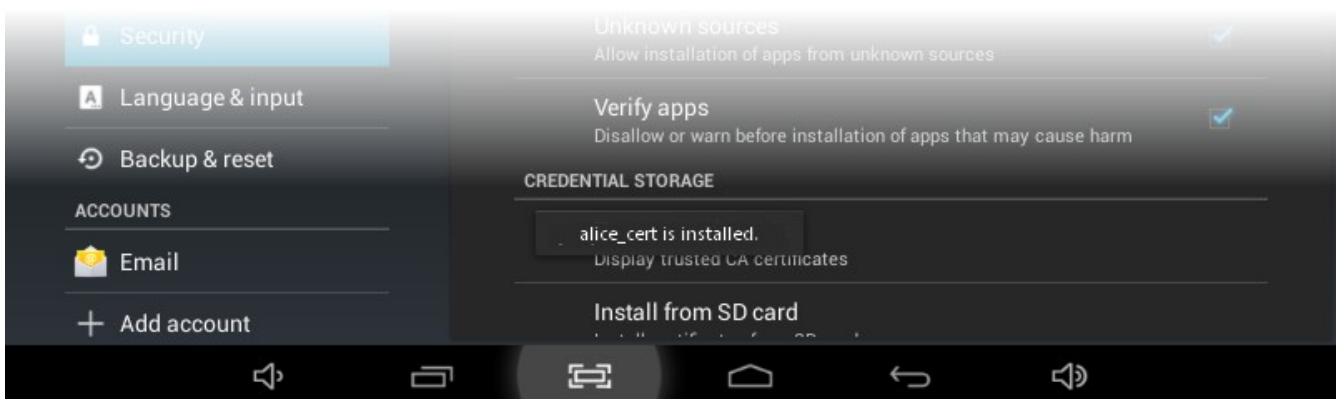 Security
Language & input
Backup & reset
ACCOUNTS
Email
Add account
Unknown sources
Allow installation of apps from unknown sources
Verify apps
Disallow or warn before installation of apps that may cause harm
CREDENTIAL STORAGE
alice_cert is installed.
Display trusted CA certificates
Install from SD card